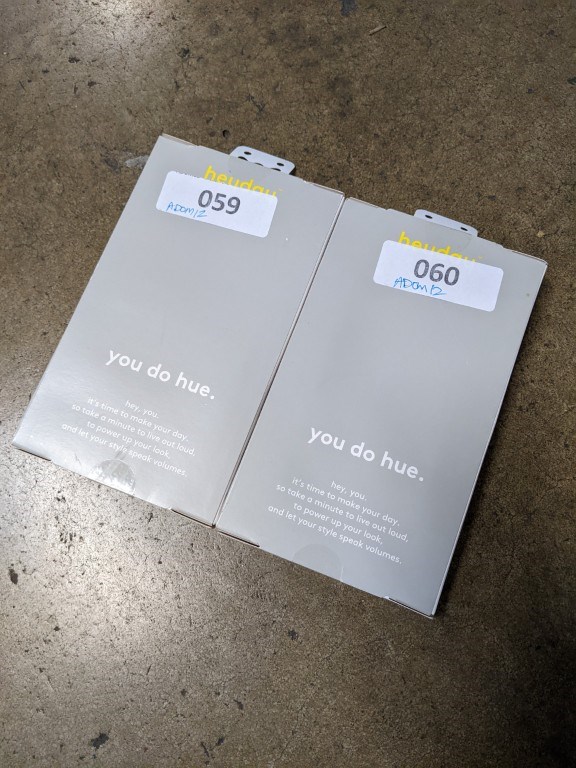 heyday
059
ADOM12
you do hue.
hey, you.
it's time to make your day.
so take a minute to live out loud,
to power up your look,
and let your style speak volumes.
heyday
060
ADOM12
you do hue.
hey, you.
it's time to make your day.
so take a minute to live out loud,
to power up your look,
and let your style speak volumes.